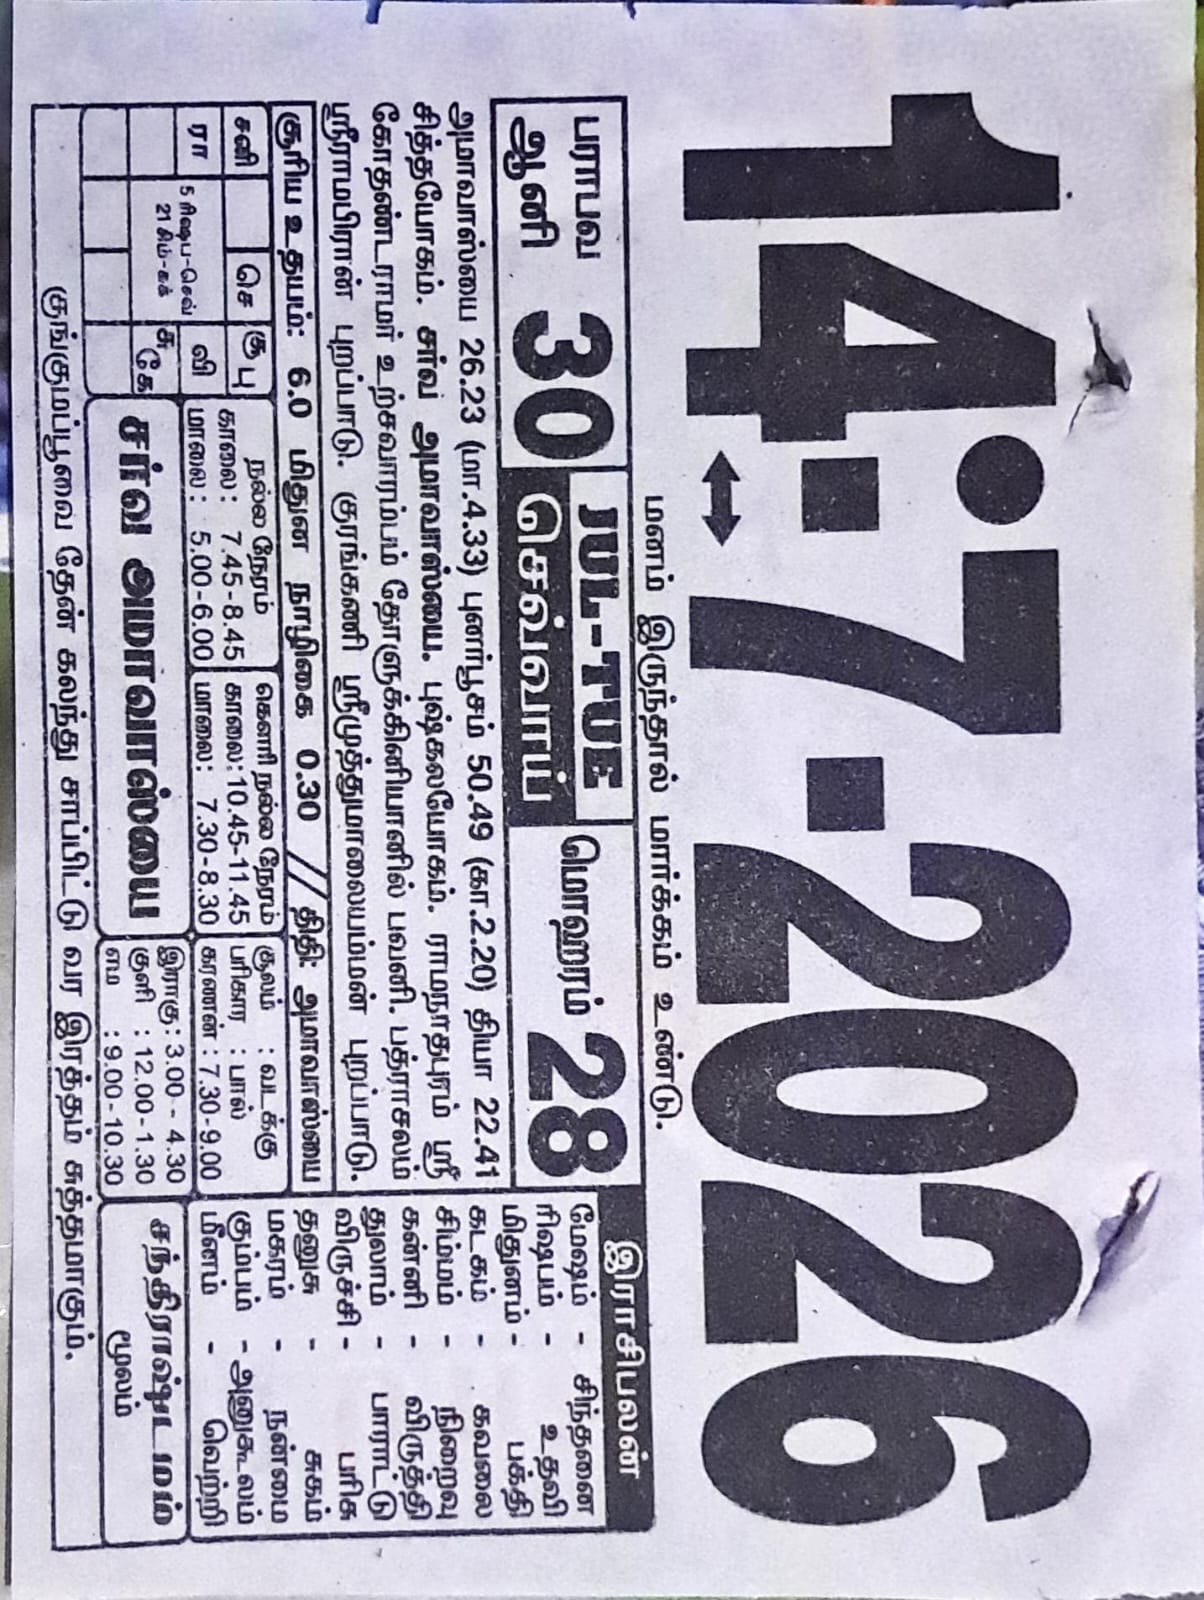 14.7.2026
மனம் இருந்தால் மார்க்கம் உண்டு.
பராபவ
ஆனி 30
JUL-TUE
செவ்வாய்
மொஹரம் 28
அமாவாஸ்யை 26.23 (மா.4.33) புனர்பூசம் 50.49 (கா.2.20) தியா 22.41
சித்தயோகம். சர்வ அமாவாஸ்யை. புஷ்கலயோகம். ராமநாதபுரம் ஸ்ரீ
கோதண்டராமர் உற்சவாரம்பம் தோளுக்கினியானில் பவனி. பத்ராசலம்
ஸ்ரீராமபிரான் புறப்பாடு. குரங்கணி ஸ்ரீமுத்துமாலையம்மன் புறப்பாடு.
சூரிய உதயம்: 6.0 மிதுன நாழிகை 0.30 // திதி: அமாவாஸ்யை
இராசிபலன்
மேஷம் - சிந்தனை
ரிஷபம் - உதவி
மிதுனம் - பக்தி
கடகம் - கவலை
சிம்மம் - நிறைவு
கன்னி - விருத்தி
துலாம் - பாராட்டு
விருச்சி - பரிசு
தனுசு - சுகம்
மகரம் - நன்மை
கும்பம் - அனுகூலம்
மீனம் - வெற்றி
சனி செ கு பு
ரா வி
5 ரிஷப-செவ்
21 சிம்-சுக்
சு கே
நல்ல நேரம்
காலை: 7.45-8.45
மாலை: 5.00-6.00
கெளரி நல்ல நேரம்
காலை: 10.45-11.45
மாலை: 7.30-8.30
சூலம் : வடக்கு
பரிகார : பால்
கரணன் : 7.30-9.00
சர்வ அமாவாஸ்யை
இராகு: 3.00 - 4.30
குளி : 12.00-1.30
எம : 9.00-10.30
சந்திராஷ்டமம்
மூலம்
குங்குமப்பூவை தேன் கலந்து சாப்பிட்டு வர இரத்தம் சுத்தமாகும்.